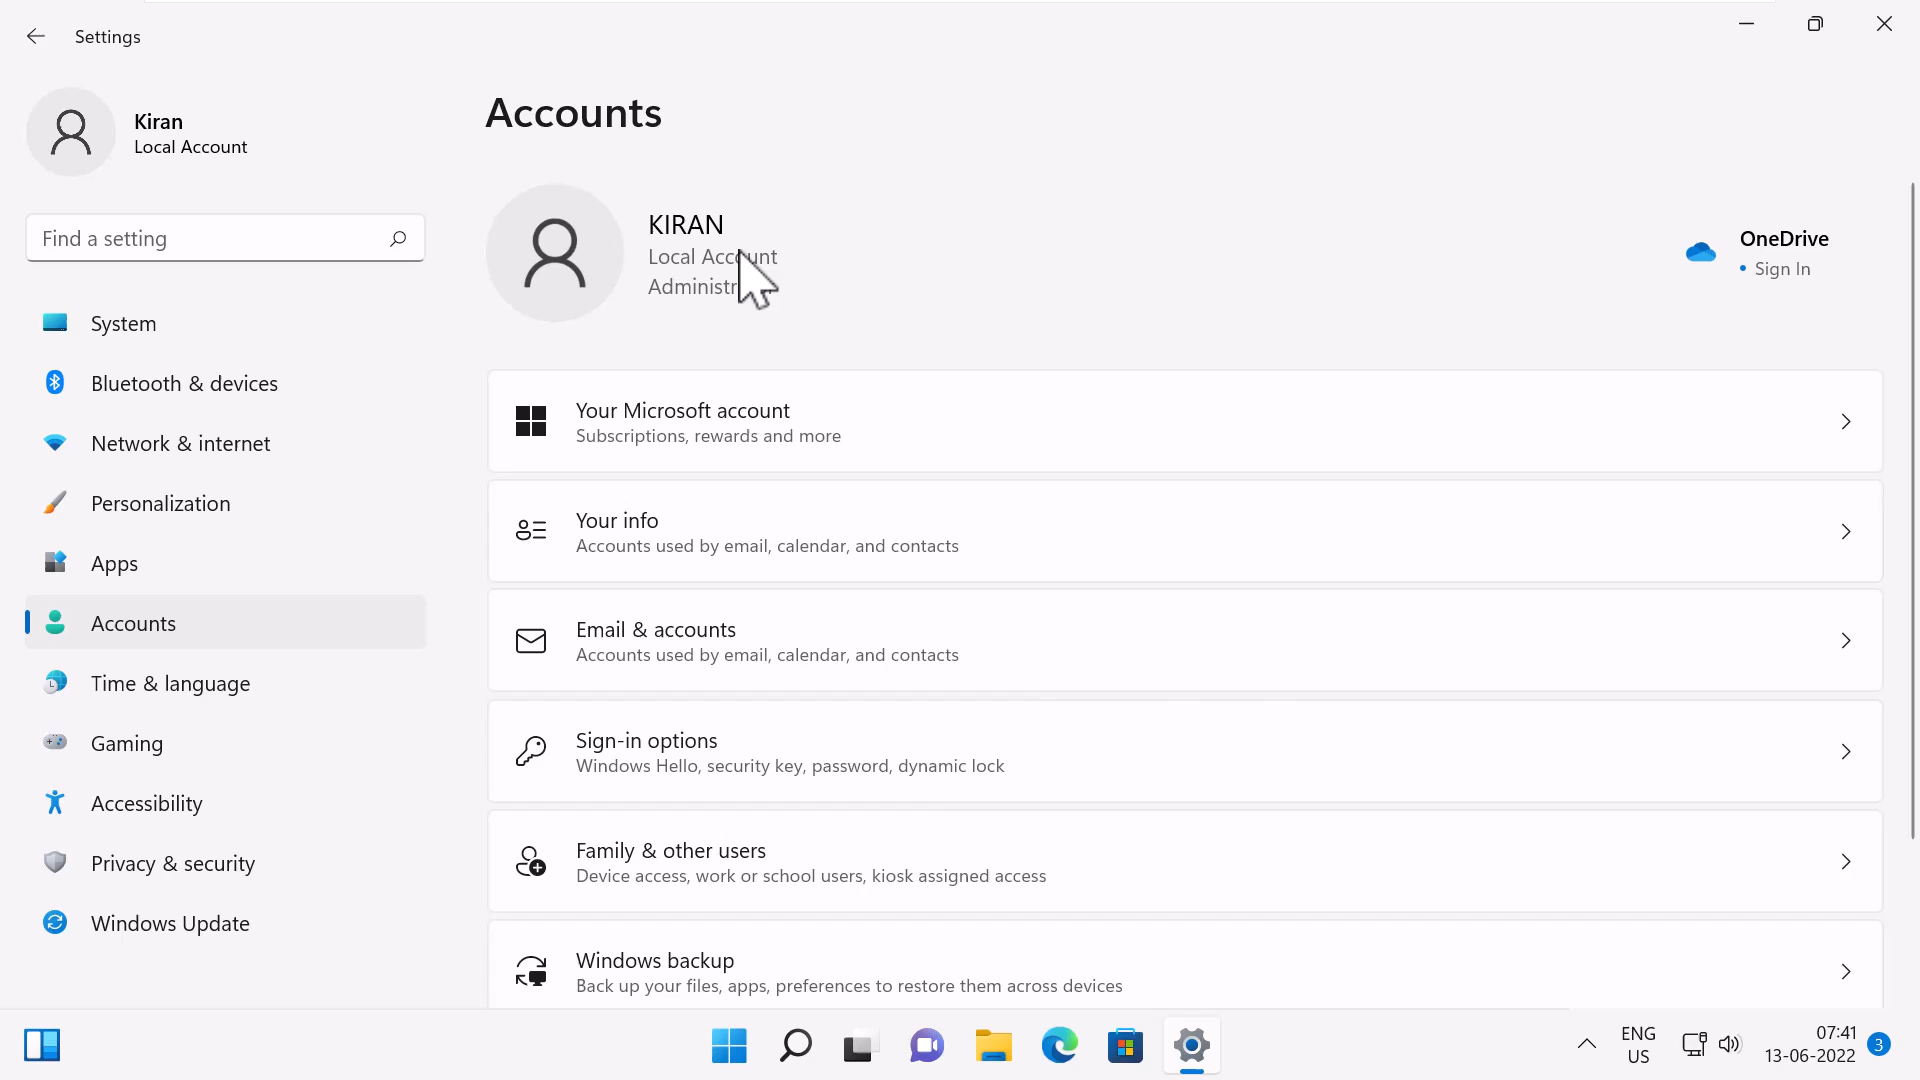 Settings
Kiran
Local Account
Find a setting
System
Bluetooth & devices
Network & internet
Personalization
Apps
Accounts
Time & language
Gaming
Accessibility
Privacy & security
Windows Update
Accounts
KIRAN
Local Account
Administr
OneDrive
• Sign In
Your Microsoft account
Subscriptions, rewards and more
Your info
Accounts used by email, calendar, and contacts
Email & accounts
Accounts used by email, calendar, and contacts
Sign-in options
Windows Hello, security key, password, dynamic lock
Family & other users
Device access, work or school users, kiosk assigned access
Windows backup
Back up your files, apps, preferences to restore them across devices
ENG
US
07:41
13-06-2022
3